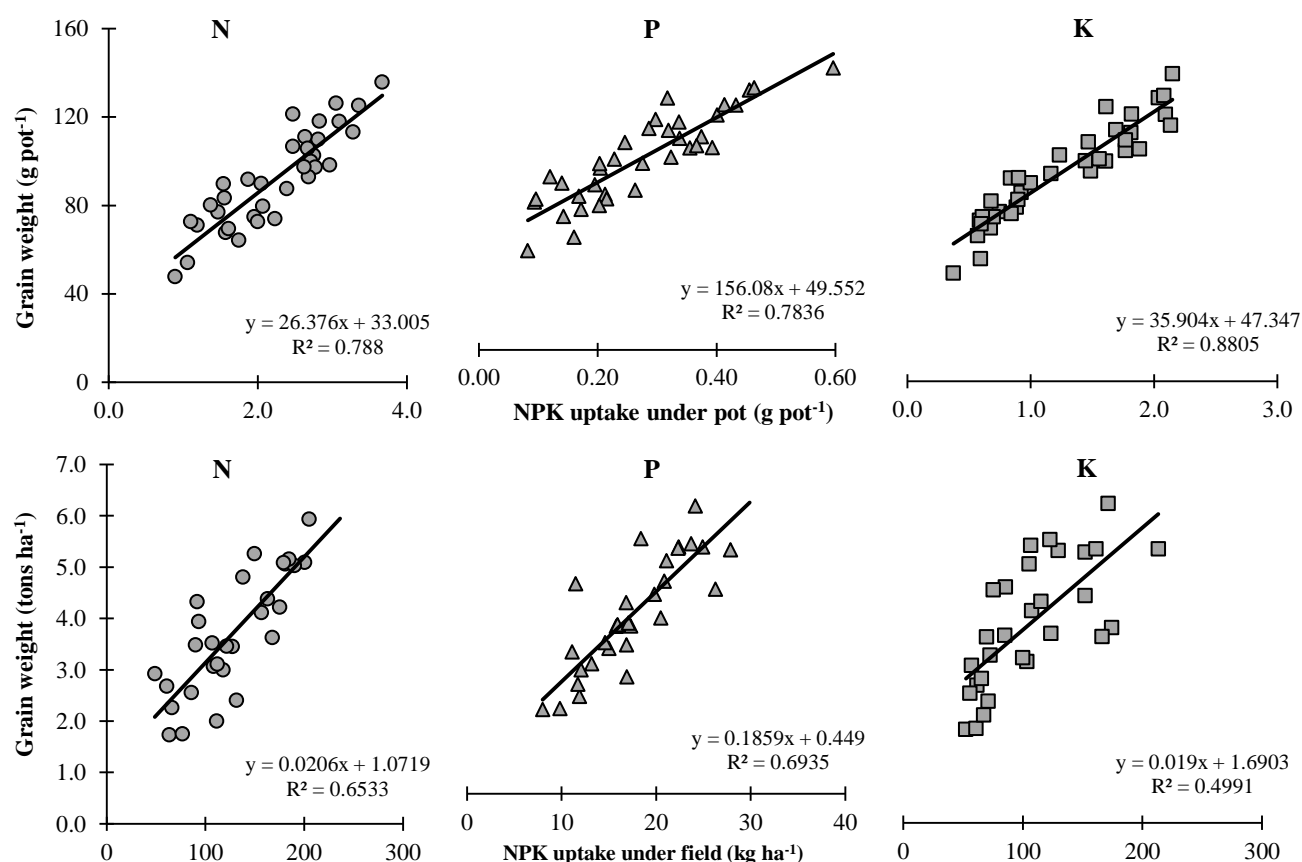 N
P
K
Grain weight (g pot-1)
160
120
80
40
0
y = 26.376x + 33.005
R² = 0.788
y = 156.08x + 49.552
R² = 0.7836
y = 35.904x + 47.347
R² = 0.8805
0.0 2.0 4.0
0.00 0.20 0.40 0.60
0.0 1.0 2.0 3.0
NPK uptake under pot (g pot-1)
N
P
K
Grain weight (tons ha-1)
7.0
6.0
5.0
4.0
3.0
2.0
1.0
0.0
y = 0.0206x + 1.0719
R² = 0.6533
y = 0.1859x + 0.449
R² = 0.6935
y = 0.019x + 1.6903
R² = 0.4991
0 100 200 300
0 10 20 30 40
0 100 200 300
NPK uptake under field (kg ha-1)